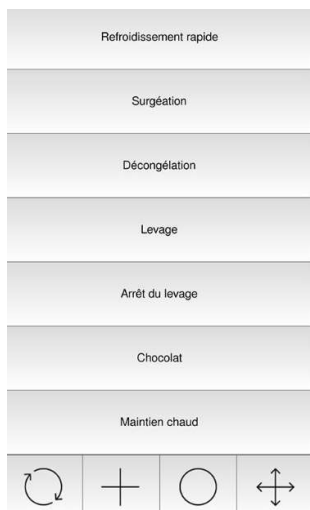 Refroidissement rapide
Surgéation
Décongélation
Levage
Arrêt du levage
Chocolat
Maintien chaud